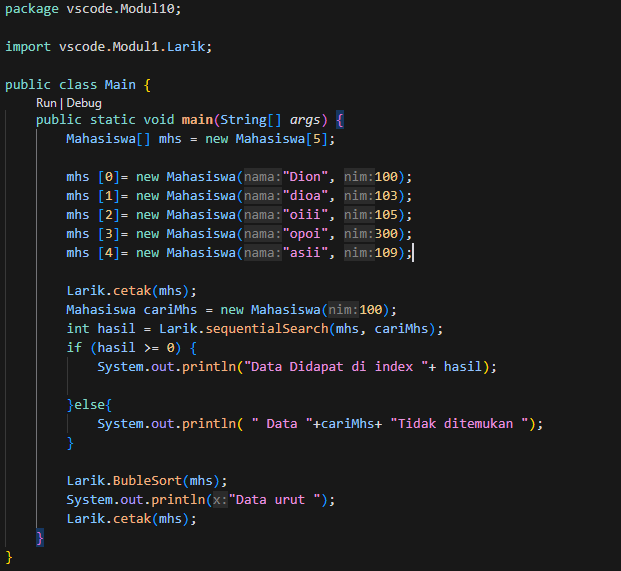 package vscode.Modul10;
import vscode.Modul1.Larik;
public class Main {
Run | Debug
public static void main(String[] args) {
Mahasiswa[] mhs = new Mahasiswa[5];
mhs [0]= new Mahasiswa(nama:"Dion", nim:100);
mhs [1]= new Mahasiswa(nama:"dioa", nim:103);
mhs [2]= new Mahasiswa(nama:"oiii", nim:105);
mhs [3]= new Mahasiswa(nama:"opoi", nim:300);
mhs [4]= new Mahasiswa(nama:"asii", nim:109);
Larik.cetak(mhs);
Mahasiswa cariMhs = new Mahasiswa(nim:100);
int hasil = Larik.sequentialSearch(mhs, cariMhs);
if (hasil >= 0) {
System.out.println("Data Didapat di index "+ hasil);
}else{
System.out.println( " Data "+cariMhs+ "Tidak ditemukan ");
}
Larik.BubleSort(mhs);
System.out.println(x:"Data urut ");
Larik.cetak(mhs);
}
}